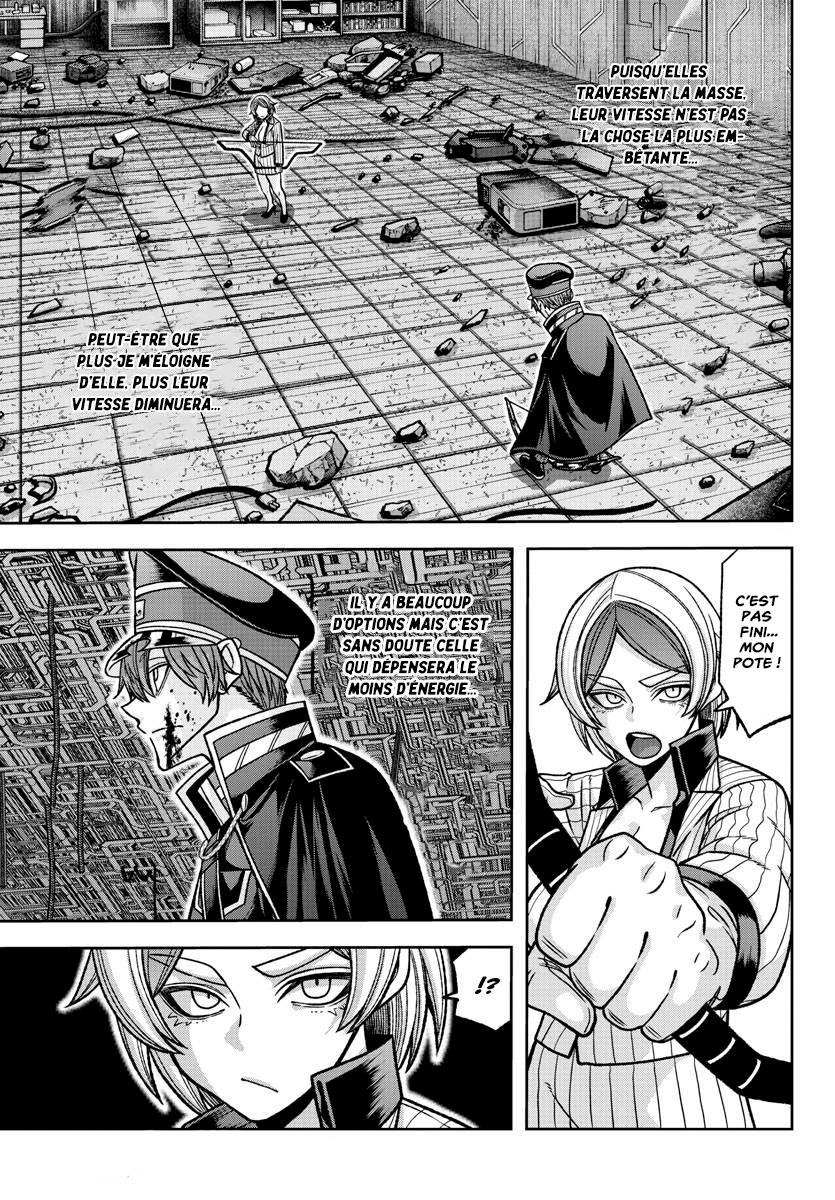 PUISQU'ELLES
TRAVERSENT LA MASSE,
LEUR VITESSE N'EST PAS
LA CHOSE LA PLUS EM-
BÊTANTE...
PEUT-ÊTRE QUE
PLUS JE M'ÉLOIGNE
D'ELLE, PLUS LEUR
VITESSE DIMINUERA...
C'EST
PAS
FINI...
MON
POTE !
IL Y A BEAUCOUP
D'OPTIONS MAIS C'EST
SANS DOUTE CELLE
QUI DÉPENSERA LE
MOINS D'ÉNERGIE...
!?